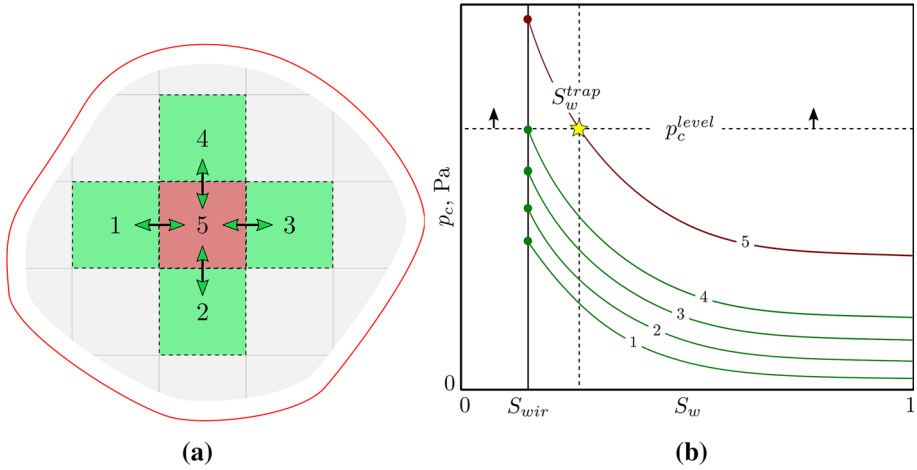 4
1 5 3
2
(a)
p_c, Pa
S_w^{trap}
p_c^{level}
5
4
3
2
1
0
0 S_{wir} S_w 1
(b)